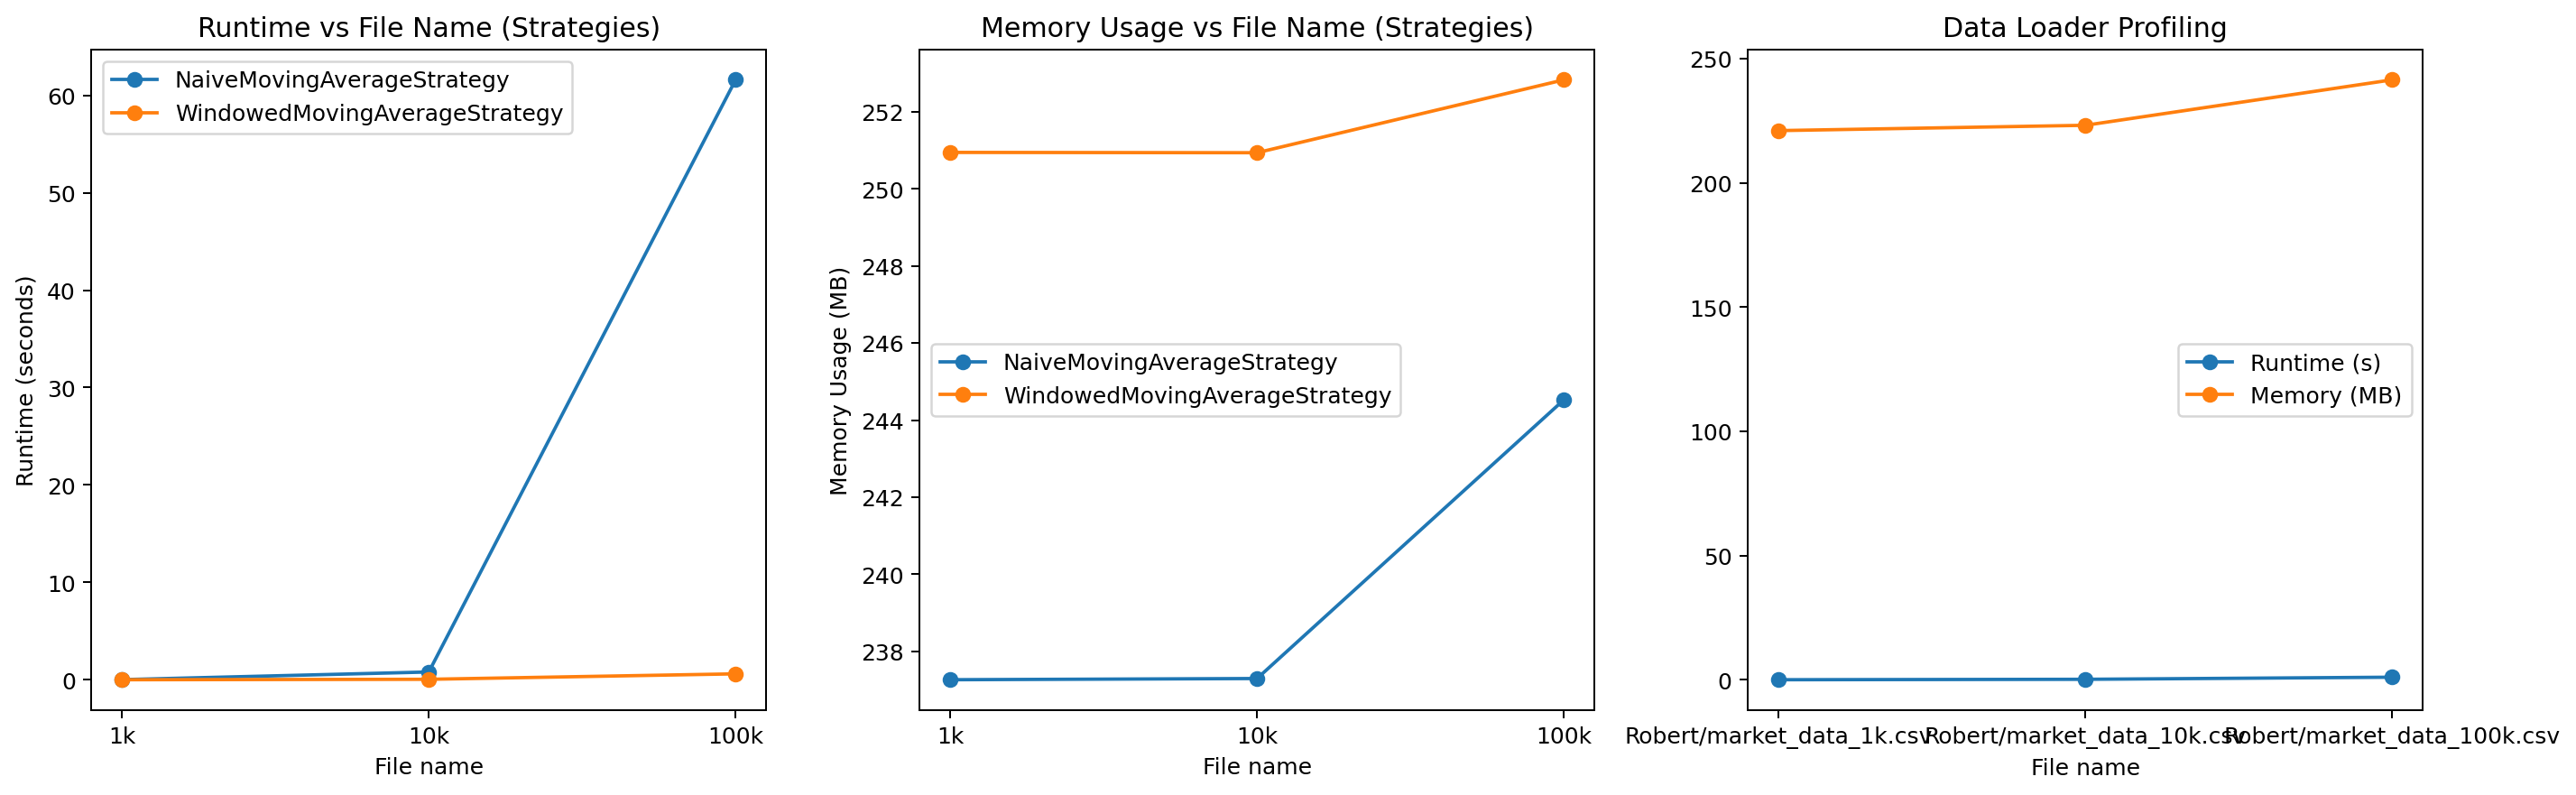 Runtime vs File Name (Strategies)
NaiveMovingAverageStrategy
WindowedMovingAverageStrategy
Runtime (seconds)
60
50
40
30
20
10
0
1k
10k
100k
File name
Memory Usage vs File Name (Strategies)
NaiveMovingAverageStrategy
WindowedMovingAverageStrategy
Memory Usage (MB)
252
250
248
246
244
242
240
238
1k
10k
100k
File name
Data Loader Profiling
Runtime (s)
Memory (MB)
250
200
150
100
50
0
Robert/market_data_1k.csv
Robert/market_data_10k.csv
Robert/market_data_100k.csv
File name